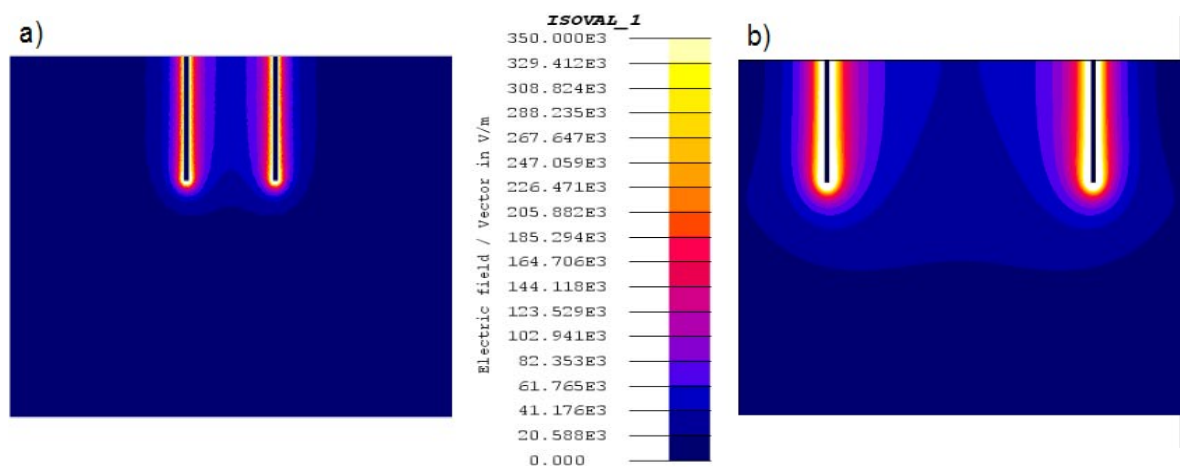 a)
ISOVAL_1
350.000E3
329.412E3
308.824E3
288.235E3
267.647E3
247.059E3
226.471E3
205.882E3
185.294E3
164.706E3
144.118E3
123.529E3
102.941E3
82.353E3
61.765E3
41.176E3
20.588E3
0.000
Electric field / Vector in V/m
b)